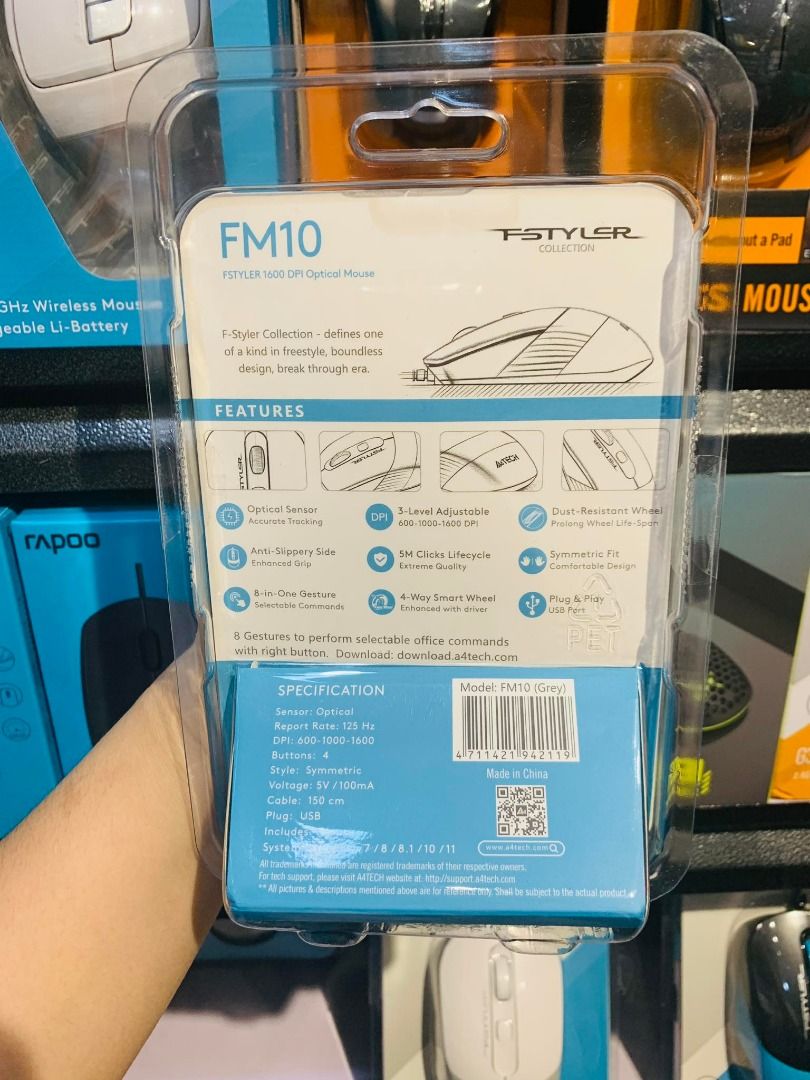 FM10
FSTYLER 1600 DPI Optical Mouse
FSTYLER
COLLECTION
F-Styler Collection - defines one
of a kind in freestyle, boundless
design, break through era.
FEATURES
FSTYLER
A4TECH
Optical Sensor
Accurate Tracking
DPI
3-Level Adjustable
600-1000-1600 DPI
Dust-Resistant Wheel
Prolong Wheel Life-Span
Anti-Slippery Side
Enhanced Grip
5M Clicks Lifecycle
Extreme Quality
Symmetric Fit
Comfortable Design
8-in-One Gesture
Selectable Commands
4-Way Smart Wheel
Enhanced with driver
Plug & Play
USB Port
PET
8 Gestures to perform selectable office commands
with right button. Download: download.a4tech.com
SPECIFICATION
Sensor: Optical
Report Rate: 125 Hz
DPI: 600-1000-1600
Buttons: 4
Style: Symmetric
Voltage: 5V / 100mA
Cable: 150 cm
Plug: USB
Includes:
System 7 / 8 / 8.1 / 10 / 11
Model: FM10 (Grey)
4 711421 942119
Made in China
www.a4tech.com
All trademarks are registered trademarks of their respective owners.
For tech support, please visit A4TECH website at: http://support.a4tech.com
** All pictures & descriptions mentioned above are for reference only. Shall be subject to the actual product.
GHz Wireless Mous
geable Li-Battery
rapoo
out a Pad
MOUS